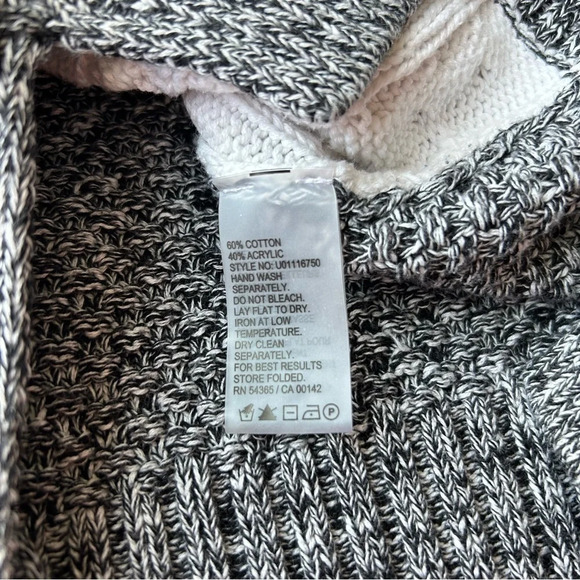 60% COTTON
40% ACRYLIC
STYLE NO: U01116750
HAND WASH
SEPARATELY.
DO NOT BLEACH.
LAY FLAT TO DRY.
IRON AT LOW
TEMPERATURE.
DRY CLEAN
SEPARATELY.
FOR BEST RESULTS
STORE FOLDED.
RN 54365 / CA 00142
P